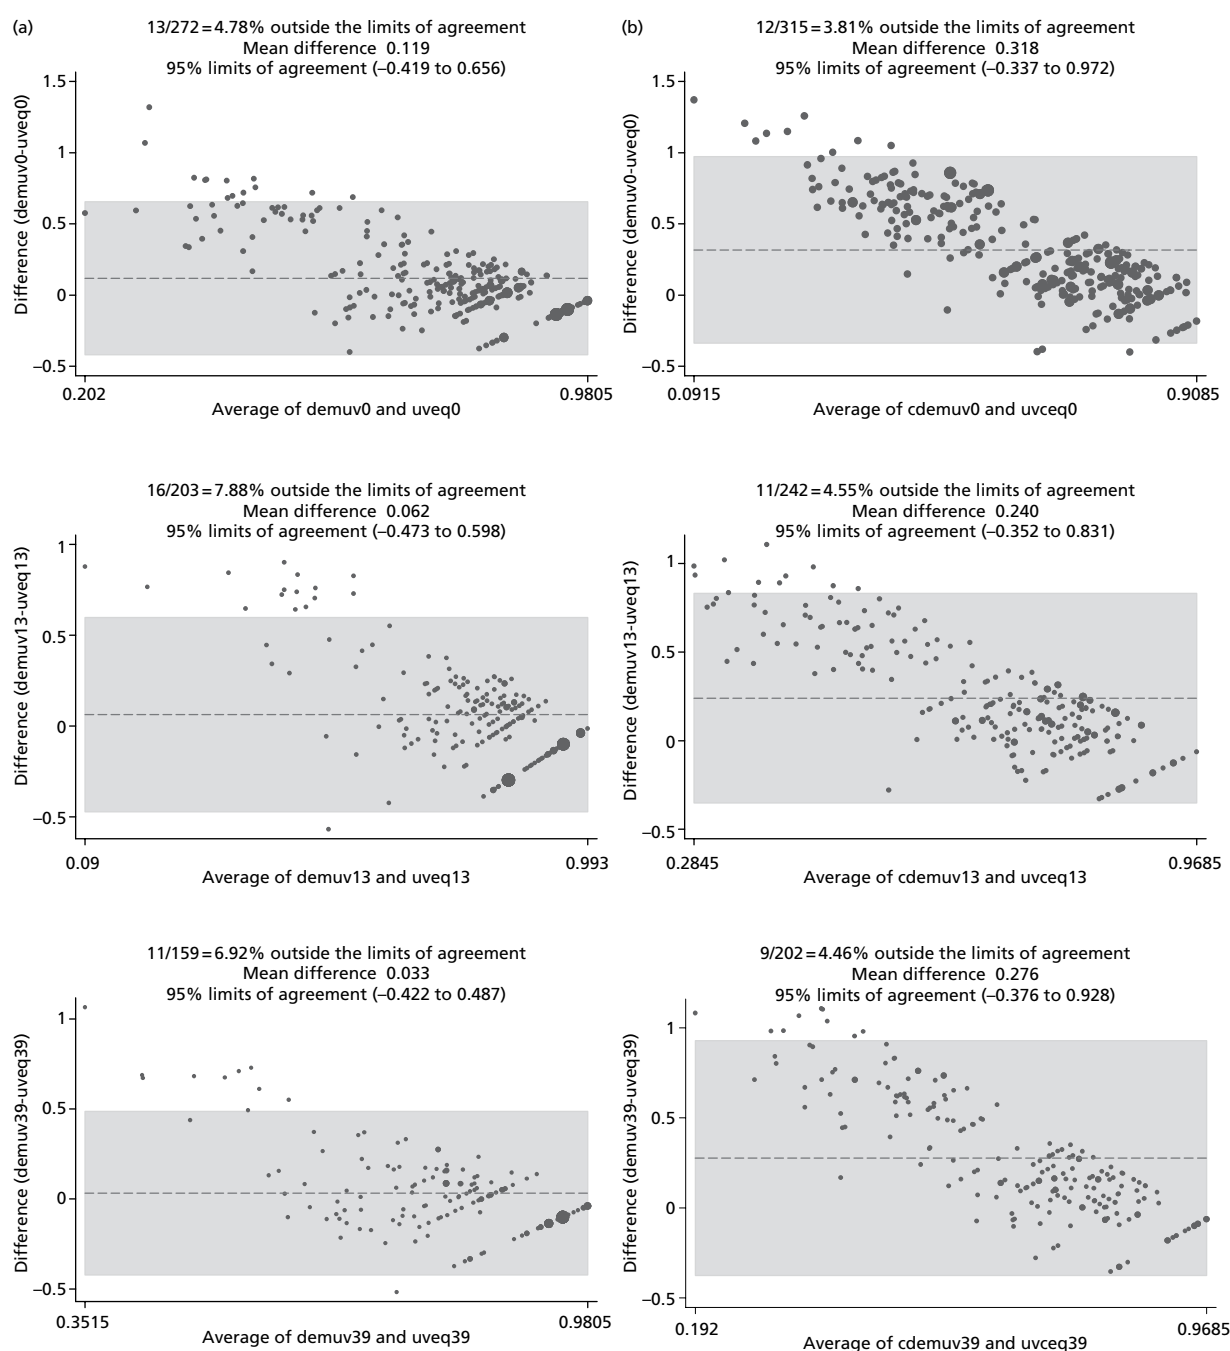 (a)
13/272=4.78% outside the limits of agreement
Mean difference 0.119
95% limits of agreement (–0.419 to 0.656)
Difference (demuv0-uveq0)
1.5
1
0.5
0
–0.5
0.202
0.9805
Average of demuv0 and uveq0
(b)
12/315=3.81% outside the limits of agreement
Mean difference 0.318
95% limits of agreement (–0.337 to 0.972)
Difference (demuv0-uveq0)
1.5
1
0.5
0
–0.5
0.0915
0.9085
Average of cdemuv0 and uvceq0
16/203=7.88% outside the limits of agreement
Mean difference 0.062
95% limits of agreement (–0.473 to 0.598)
Difference (demuv13-uveq13)
1
0.5
0
–0.5
0.09
0.993
Average of demuv13 and uveq13
11/242=4.55% outside the limits of agreement
Mean difference 0.240
95% limits of agreement (–0.352 to 0.831)
Difference (demuv13-uveq13)
1
0.5
0
–0.5
0.2845
0.9685
Average of cdemuv13 and uvceq13
11/159=6.92% outside the limits of agreement
Mean difference 0.033
95% limits of agreement (–0.422 to 0.487)
Difference (demuv39-uveq39)
1
0.5
0
–0.5
0.3515
0.9805
Average of demuv39 and uveq39
9/202=4.46% outside the limits of agreement
Mean difference 0.276
95% limits of agreement (–0.376 to 0.928)
Difference (demuv39-uveq39)
1
0.5
0
–0.5
0.192
0.9685
Average of cdemuv39 and uvceq39